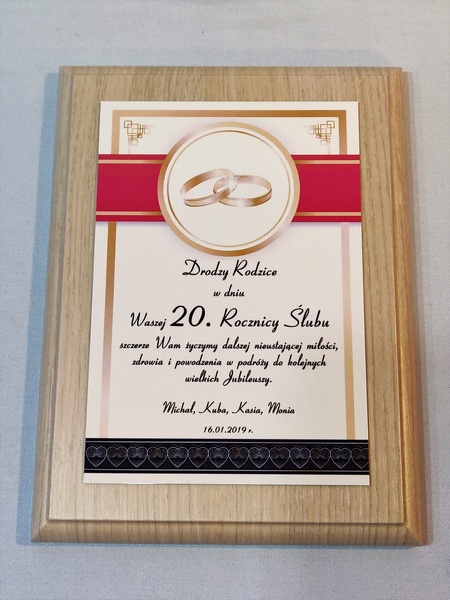 Drodzy Rodzice
w dniu
Waszej 20. Rocznicy Ślubu
szczerze Wam życzymy dalszej nieustającej miłości,
zdrowia i powodzenia w podróży do kolejnych
wielkich Jubileuszy.
Michał, Kuba, Kasia, Monia
16.01.2019 r.